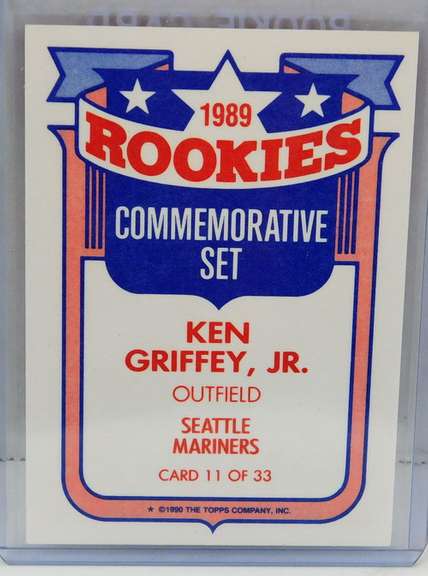 1989
ROOKIES
COMMEMORATIVE
SET
KEN
GRIFFEY, JR.
OUTFIELD
SEATTLE
MARINERS
CARD 11 OF 33
★ ©1990 THE TOPPS COMPANY, INC.